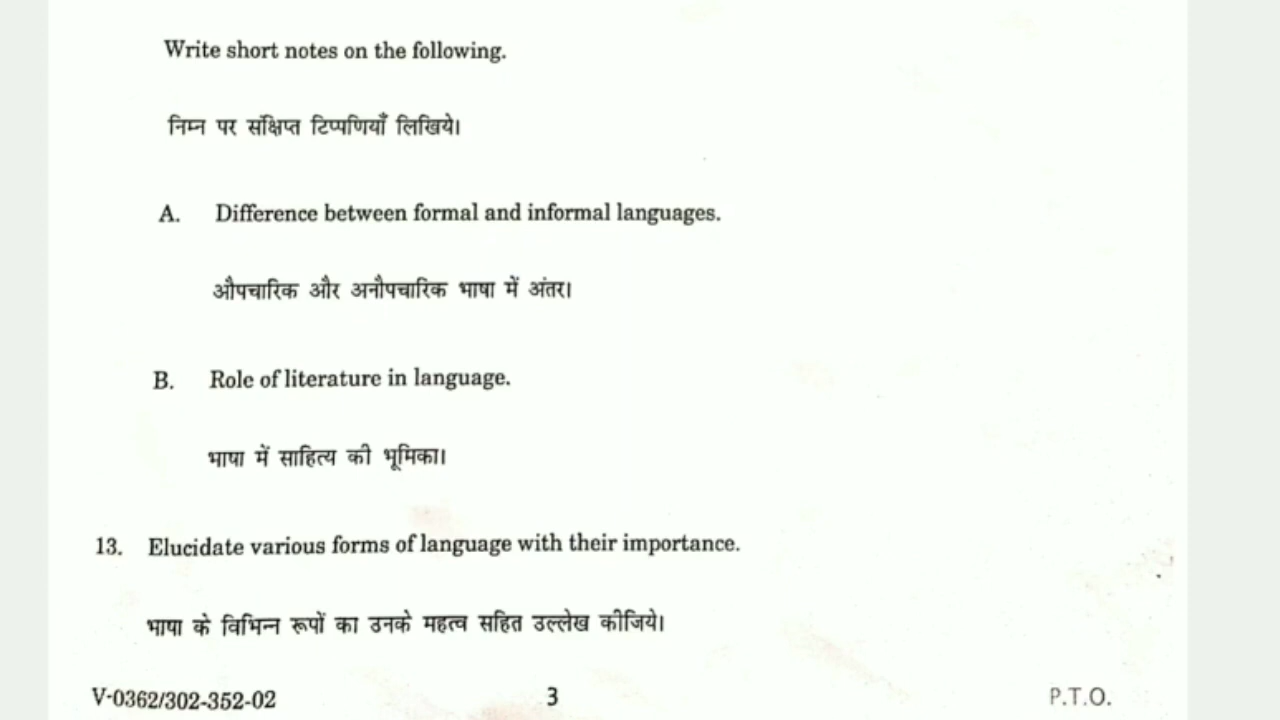 Write short notes on the following.
निम्न पर संक्षिप्त टिप्पणियाँ लिखिये।
A. Difference between formal and informal languages.
औपचारिक और अनौपचारिक भाषा में अंतर।
B. Role of literature in language.
भाषा में साहित्य की भूमिका।
13. Elucidate various forms of language with their importance.
भाषा के विभिन्न रूपों का उनके महत्व सहित उल्लेख कीजिये।
V-0362/302-352-02 3 P.T.O.